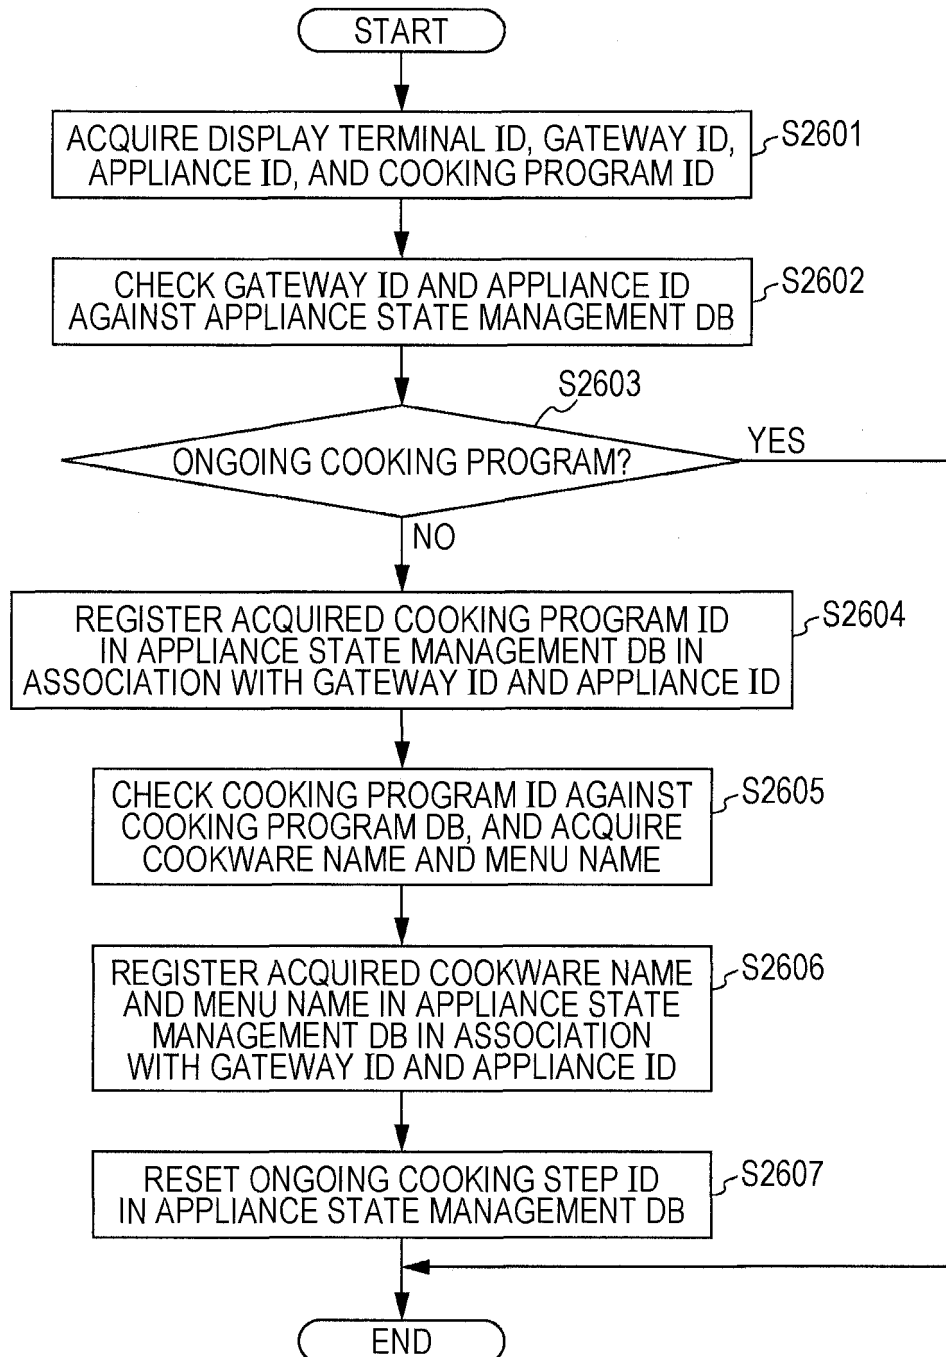 START
ACQUIRE DISPLAY TERMINAL ID, GATEWAY ID,
APPLIANCE ID, AND COOKING PROGRAM ID
S2601
CHECK GATEWAY ID AND APPLIANCE ID
AGAINST APPLIANCE STATE MANAGEMENT DB
S2602
S2603
ONGOING COOKING PROGRAM?
YES
NO
REGISTER ACQUIRED COOKING PROGRAM ID
IN APPLIANCE STATE MANAGEMENT DB IN
ASSOCIATION WITH GATEWAY ID AND APPLIANCE ID
S2604
CHECK COOKING PROGRAM ID AGAINST
COOKING PROGRAM DB, AND ACQUIRE
COOKWARE NAME AND MENU NAME
S2605
REGISTER ACQUIRED COOKWARE NAME
AND MENU NAME IN APPLIANCE STATE
MANAGEMENT DB IN ASSOCIATION
WITH GATEWAY ID AND APPLIANCE ID
S2606
RESET ONGOING COOKING STEP ID
IN APPLIANCE STATE MANAGEMENT DB
S2607
END